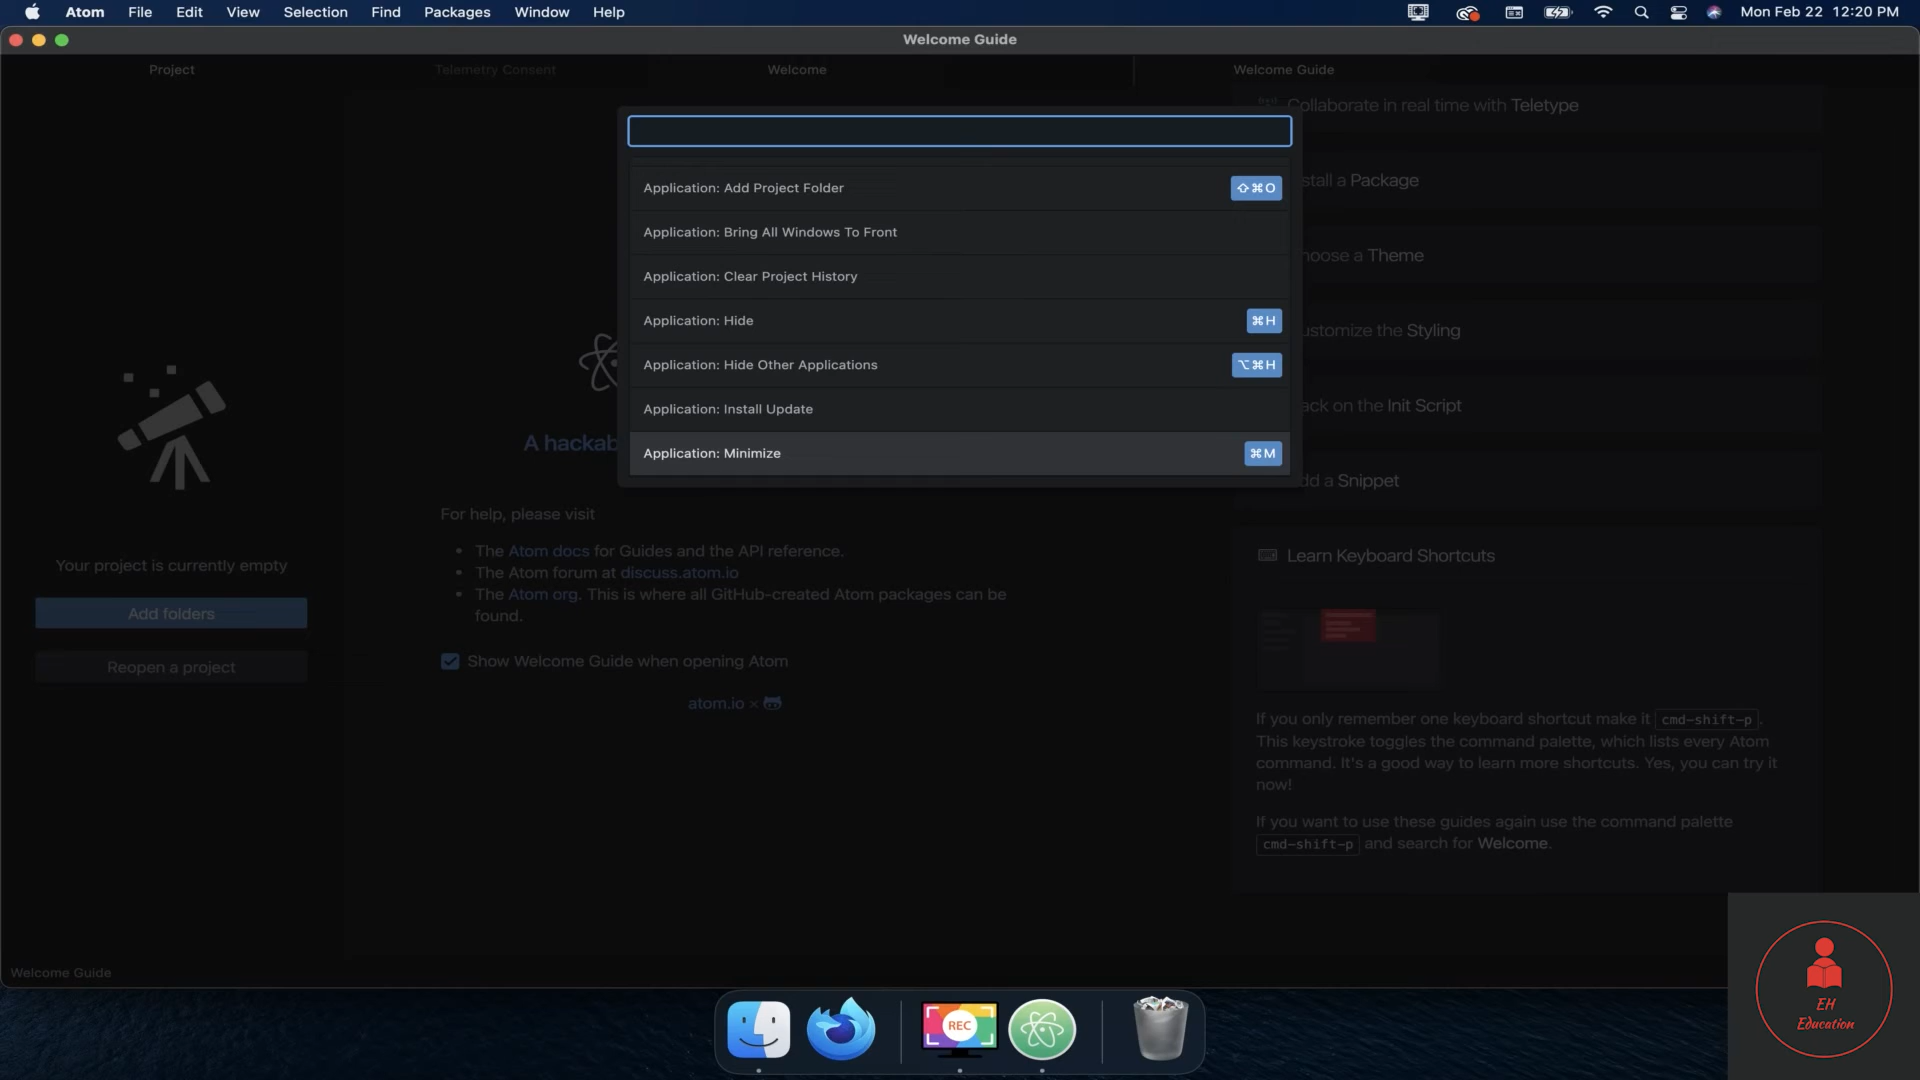 Atom File Edit View Selection Find Packages Window Help
Mon Feb 22 12:20 PM
Welcome Guide
Project
Telemetry Consent
Welcome
Welcome Guide
Collaborate in real time with Teletype
Application: Add Project Folder ⇧⌘O
stall a Package
Application: Bring All Windows To Front
hoose a Theme
Application: Clear Project History
Application: Hide ⌘H
ustomize the Styling
Application: Hide Other Applications ⌥⌘H
Application: Install Update
ack on the Init Script
Application: Minimize ⌘M
A hackab
dd a Snippet
For help, please visit
• The Atom docs for Guides and the API reference.
• The Atom forum at discuss.atom.io
• The Atom org. This is where all GitHub-created Atom packages can be
found.
Show Welcome Guide when opening Atom
atom.io ×
Your project is currently empty
Add folders
Reopen a project
Learn Keyboard Shortcuts
If you only remember one keyboard shortcut make it cmd-shift-p.
This keystroke toggles the command palette, which lists every Atom
command. It's a good way to learn more shortcuts. Yes, you can try it
now!
If you want to use these guides again use the command palette
cmd-shift-p and search for Welcome.
Welcome Guide
REC
EH
Education